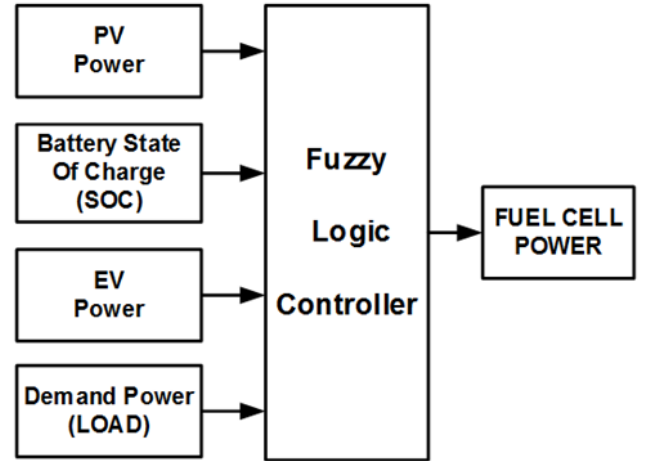 PV
Power
Battery State
Of Charge
(SOC)
EV
Power
Demand Power
(LOAD)
Fuzzy
Logic
Controller
FUEL CELL
POWER